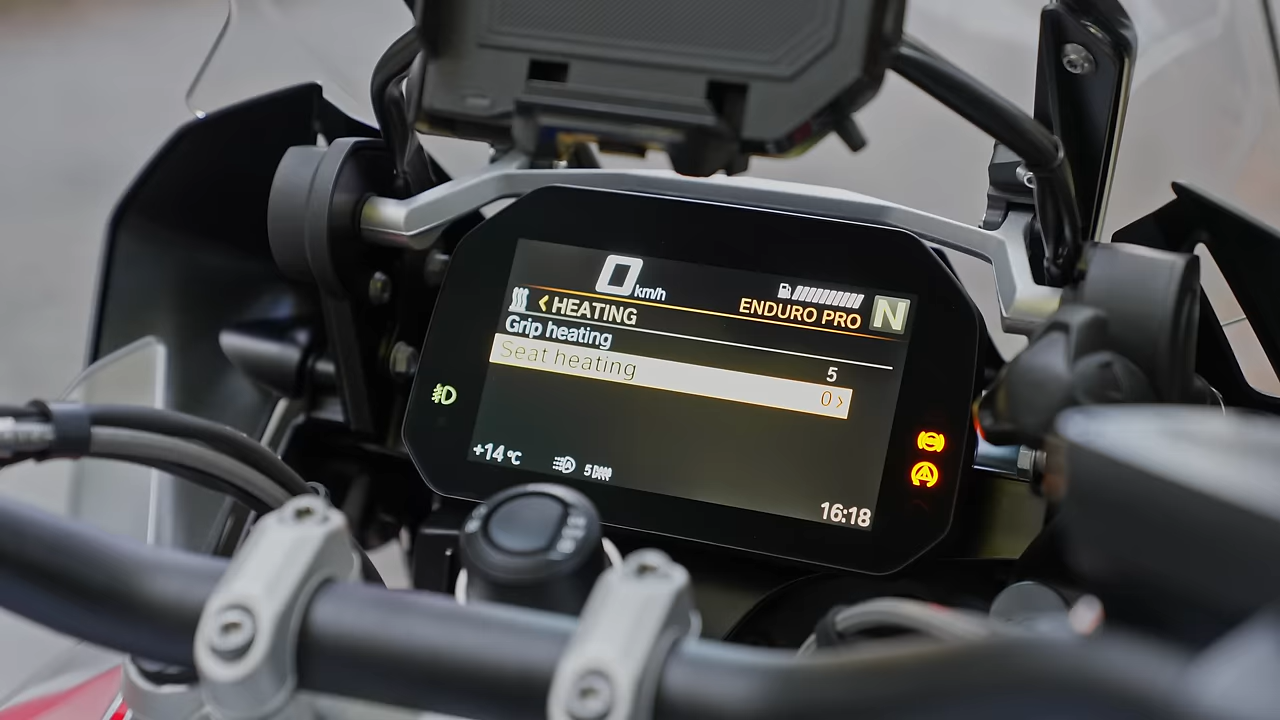 0 km/h
< HEATING ENDURO PRO N
Grip heating 5
Seat heating 0 >
+14 °C
16:18